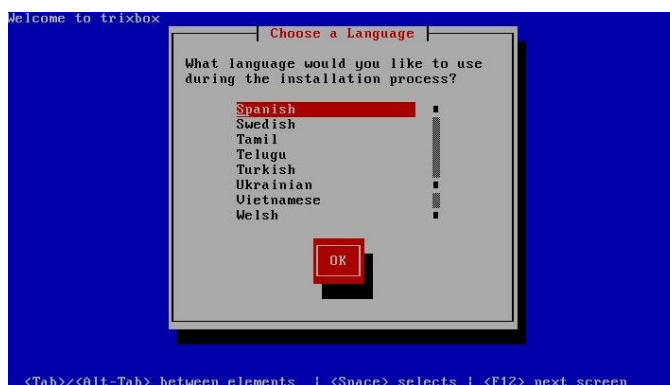 Welcome to trixbox
Choose a Language
What language would you like to use
during the installation process?
Spanish
Swedish
Tamil
Telugu
Turkish
Ukrainian
Vietnamese
Welsh
OK
<Tab>/<Alt-Tab> between elements | <Space> selects | <F12> next screen